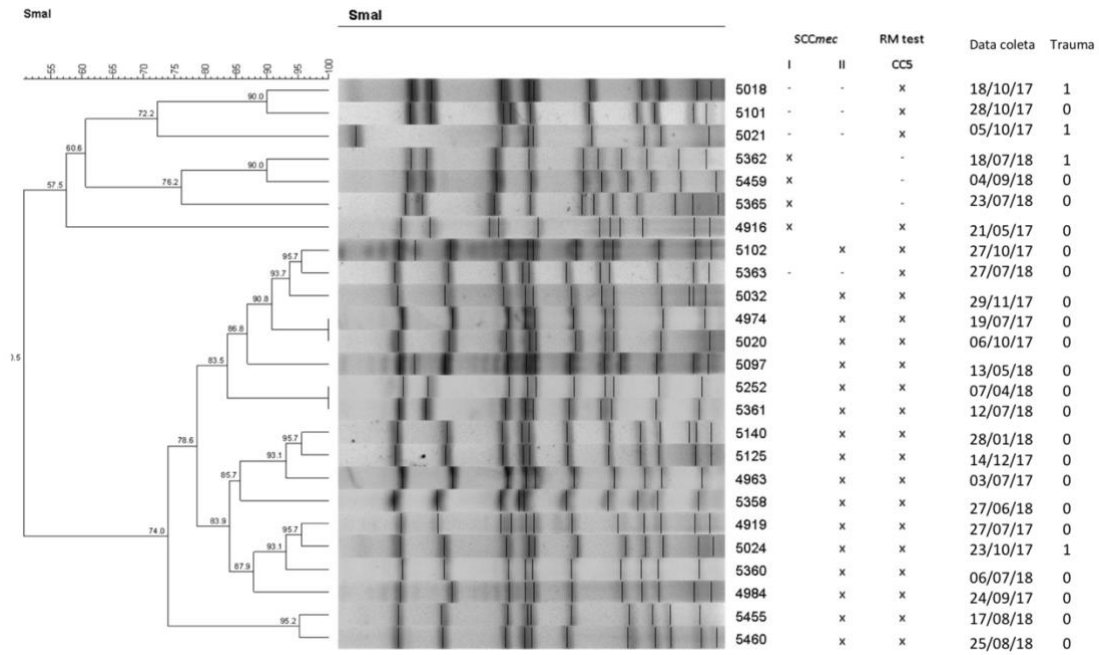 SmaI
SmaI
SCCmec RM test Data coleta Trauma
I II CC5
55 60 65 70 75 80 85 90 95 100
90.0 5018 - - x 18/10/17 1
72.2 5101 - - x 28/10/17 0
5021 - - x 05/10/17 1
60.6 90.0 5362 x - 18/07/18 1
57.5 76.2 5459 x - 04/09/18 0
5365 x - 23/07/18 0
4916 x x 21/05/17 0
95.7 5102 x x 27/10/17 0
93.7 5363 - - x 27/07/18 0
90.8 5032 x x 29/11/17 0
86.8 4974 x x 19/07/17 0
5020 x x 06/10/17 0
0.5 83.5 5097 x x 13/05/18 0
5252 x x 07/04/18 0
5361 x x 12/07/18 0
78.6 95.7 5140 x x 28/01/18 0
93.1 5125 x x 14/12/17 0
85.7 4963 x x 03/07/17 0
5358 x x 27/06/18 0
83.9 4919 x x 27/07/17 0
74.0 95.7 5024 x x 23/10/17 1
93.1 5360 x x 06/07/18 0
87.9 4984 x x 24/09/17 0
95.2 5455 x x 17/08/18 0
5460 x x 25/08/18 0